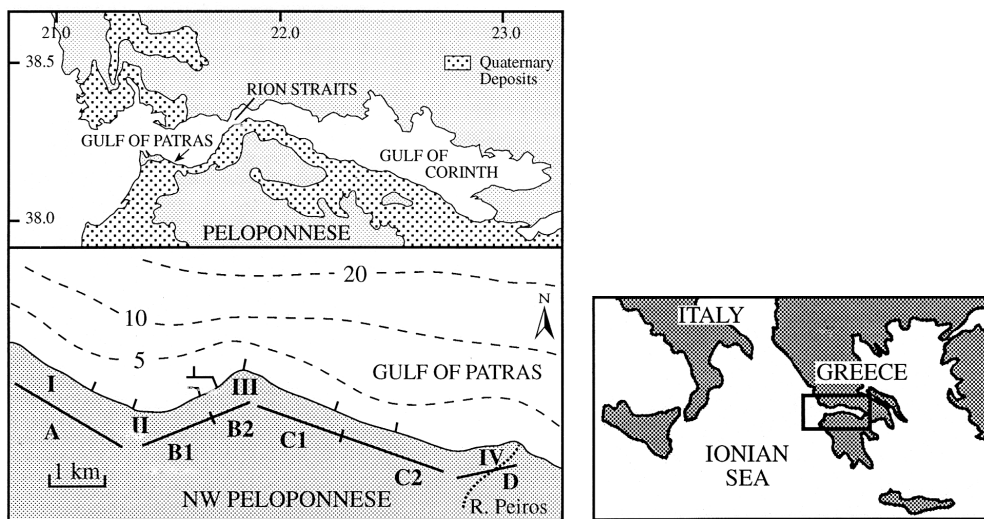 21.0 22.0 23.0
38.5
Quaternary
Deposits
RION STRAITS
GULF OF PATRAS
GULF OF
CORINTH
38.0
PELOPONNESE
20
10
N
5
GULF OF PATRAS
I
III
II
A
B1
B2
C1
IV
D
C2
1 km
NW PELOPONNESE
R. Peiros
ITALY
GREECE
IONIAN
SEA